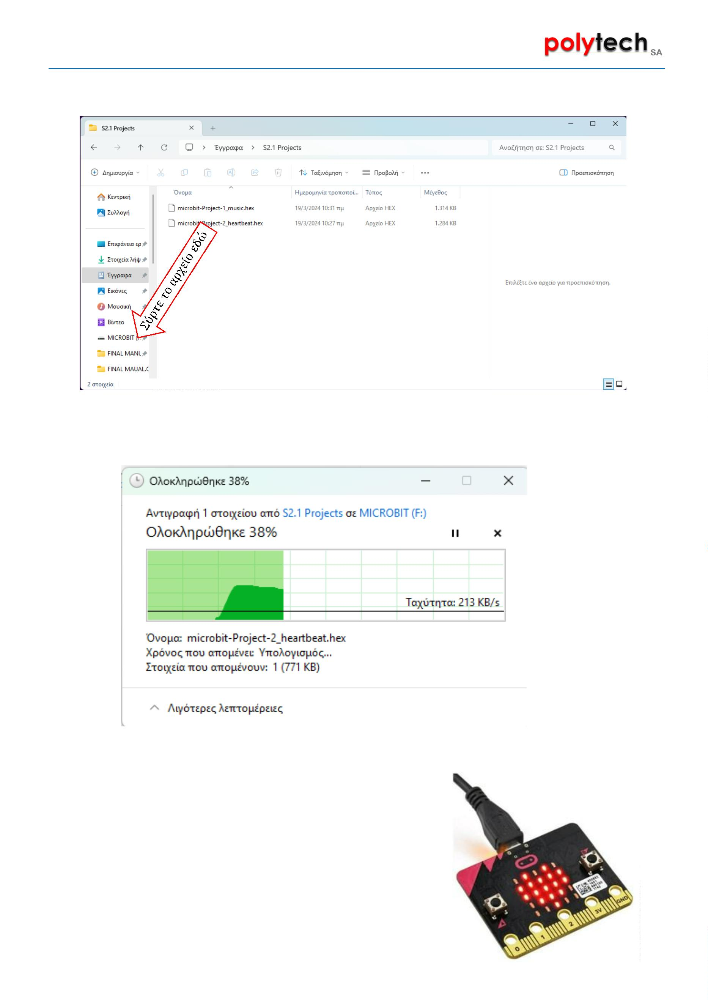 polytech SA
S2.1 Projects
Έγγραφα > S2.1 Projects
Αναζήτηση σε: S2.1 Projects
Δημιουργία
Ταξινόμηση
Προβολή
Προεπισκόπηση
Όνομα Ημερομηνία τροποποί... Τύπος Μέγεθος
microbit-Project-1_music.hex 19/3/2024 10:31 πμ Αρχείο HEX 1.314 KB
microbit-Project-2_heartbeat.hex 19/3/2024 10:27 πμ Αρχείο HEX 1.284 KB
Κεντρική
Συλλογή
Επιφάνεια ερ
Στοιχεία λήψ
Έγγραφα
Εικόνες
Μουσική
Βίντεο
MICROBIT (
FINAL MANU
FINAL MAUAL.C
Σύρτε το αρχείο εδώ
Επιλέξτε ένα αρχείο για προεπισκόπηση.
2 στοιχεία
Ολοκληρώθηκε 38%
Αντιγραφή 1 στοιχείου από S2.1 Projects σε MICROBIT (F:)
Ολοκληρώθηκε 38%
Ταχύτητα: 213 KB/s
Όνομα: microbit-Project-2_heartbeat.hex
Χρόνος που απομένει: Υπολογισμός...
Στοιχεία που απομένουν: 1 (771 KB)
Λιγότερες λεπτομέρειες
0 1 2 3V GND